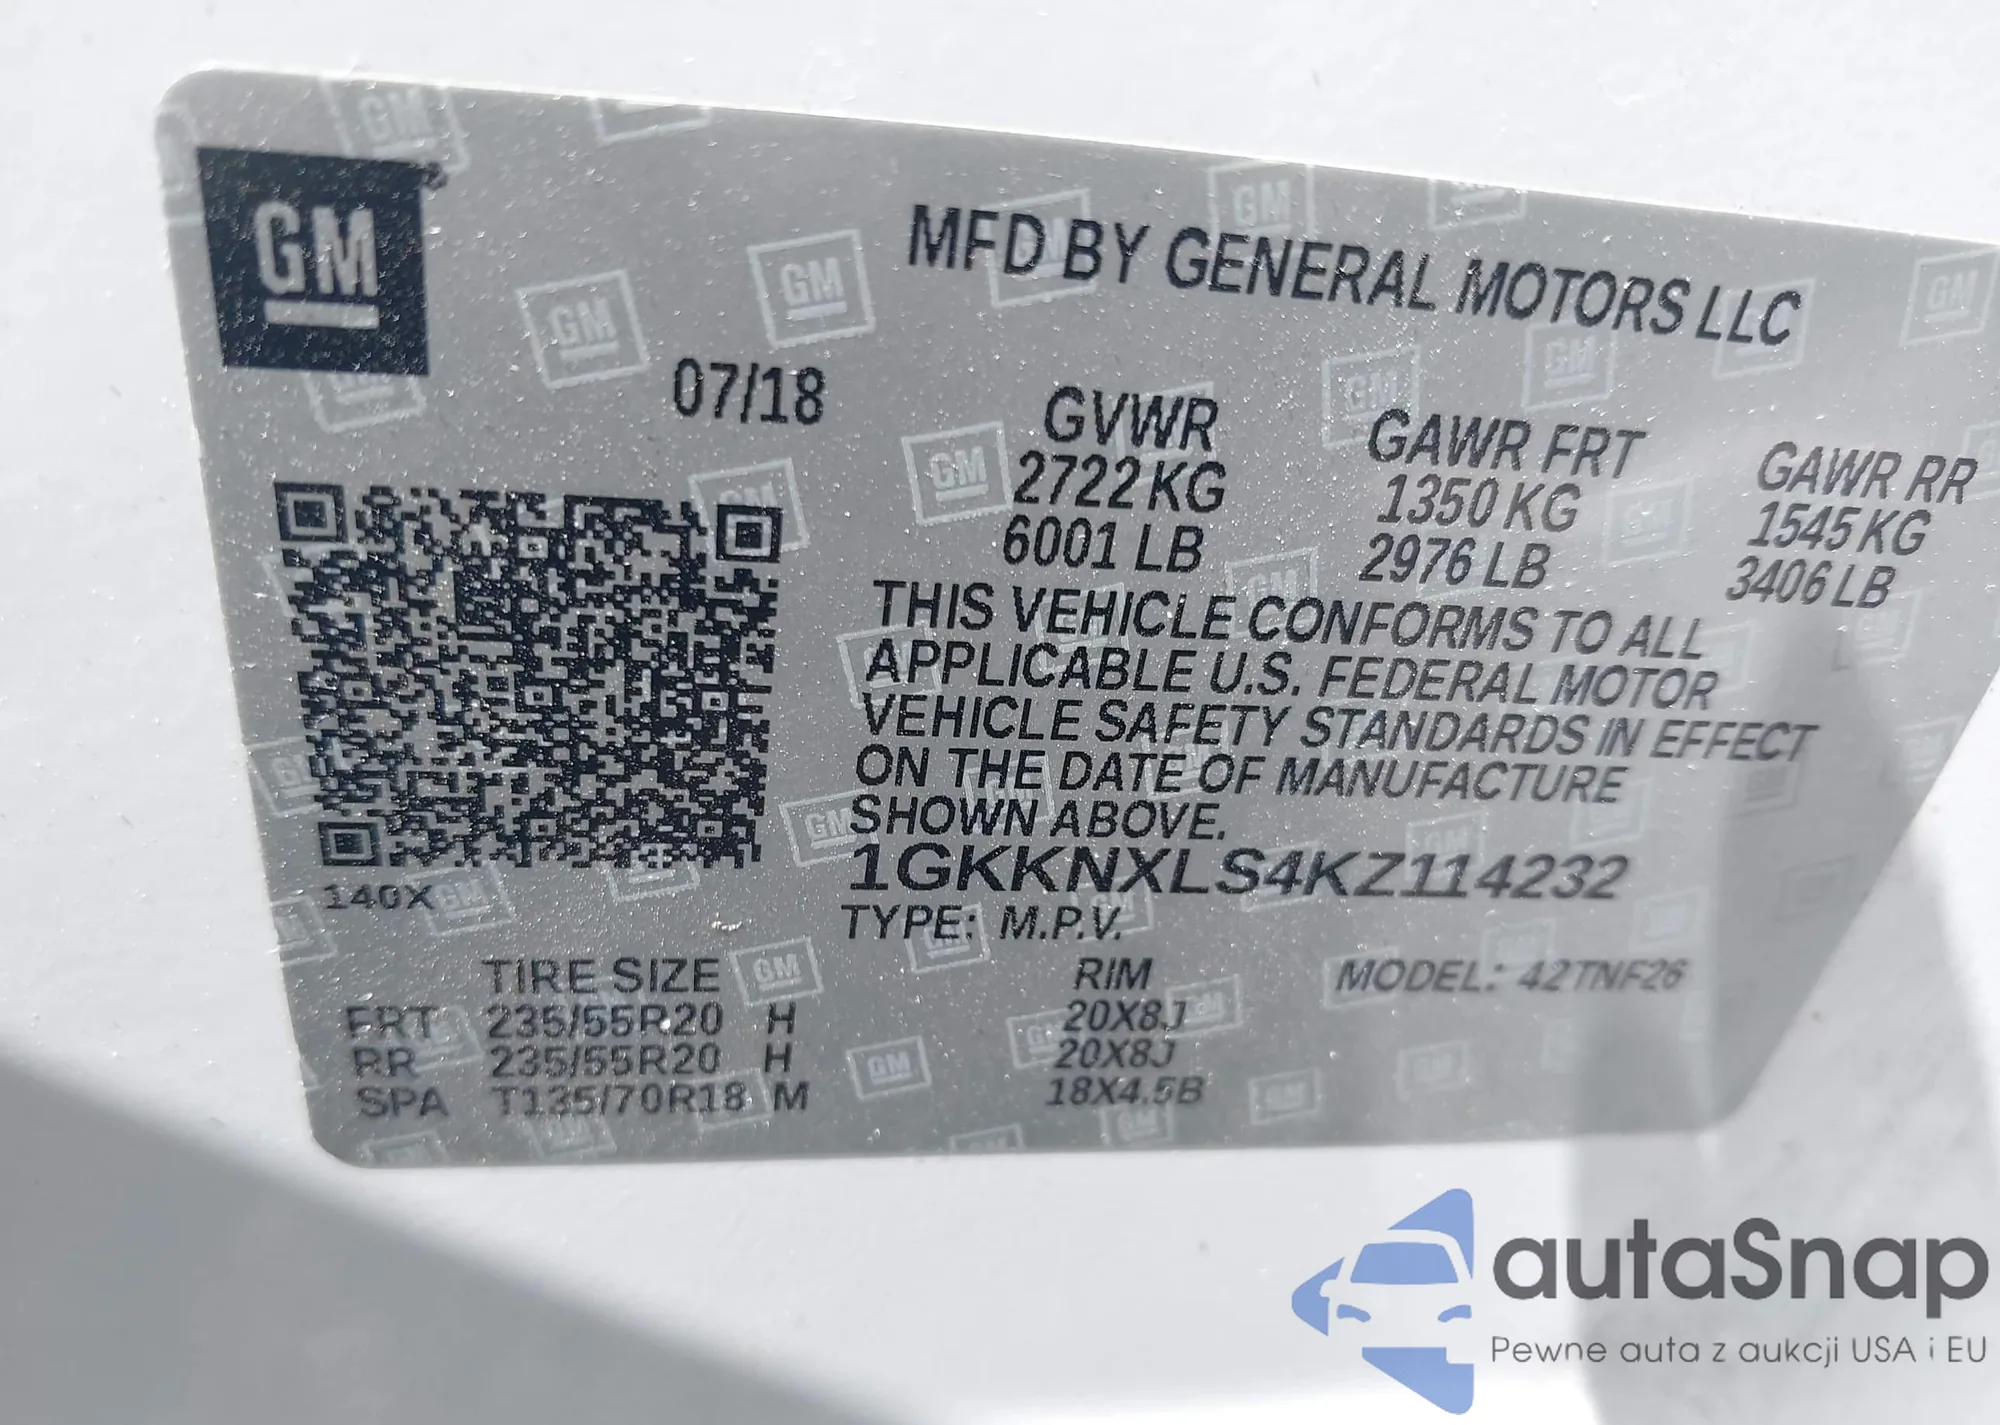 GM
MFD BY GENERAL MOTORS LLC
07/18
GVWR GAWR FRT GAWR RR
2722 KG 1350 KG 1545 KG
6001 LB 2976 LB 3406 LB
THIS VEHICLE CONFORMS TO ALL
APPLICABLE U.S. FEDERAL MOTOR
VEHICLE SAFETY STANDARDS IN EFFECT
ON THE DATE OF MANUFACTURE
SHOWN ABOVE.
1GKKNXLS4KZ114232
140X
TYPE: M.P.V.
TIRE SIZE RIM MODEL: 42TNF26
FRT 235/55R20 H 20X8J
RR 235/55R20 H 20X8J
SPA T135/70R18 M 18X4.5B
autaSnap
Pewne auta z aukcji USA i EU